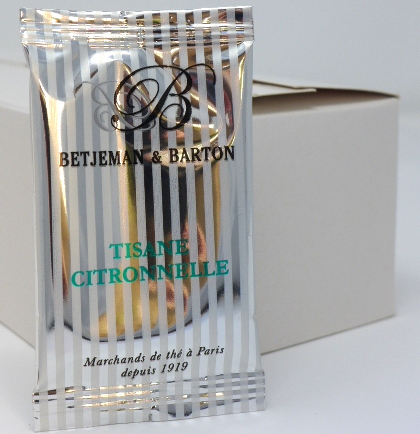 B
BETJEMAN & BARTON
TISANE
CITRONNELLE
Marchands de thé à Paris
depuis 1919